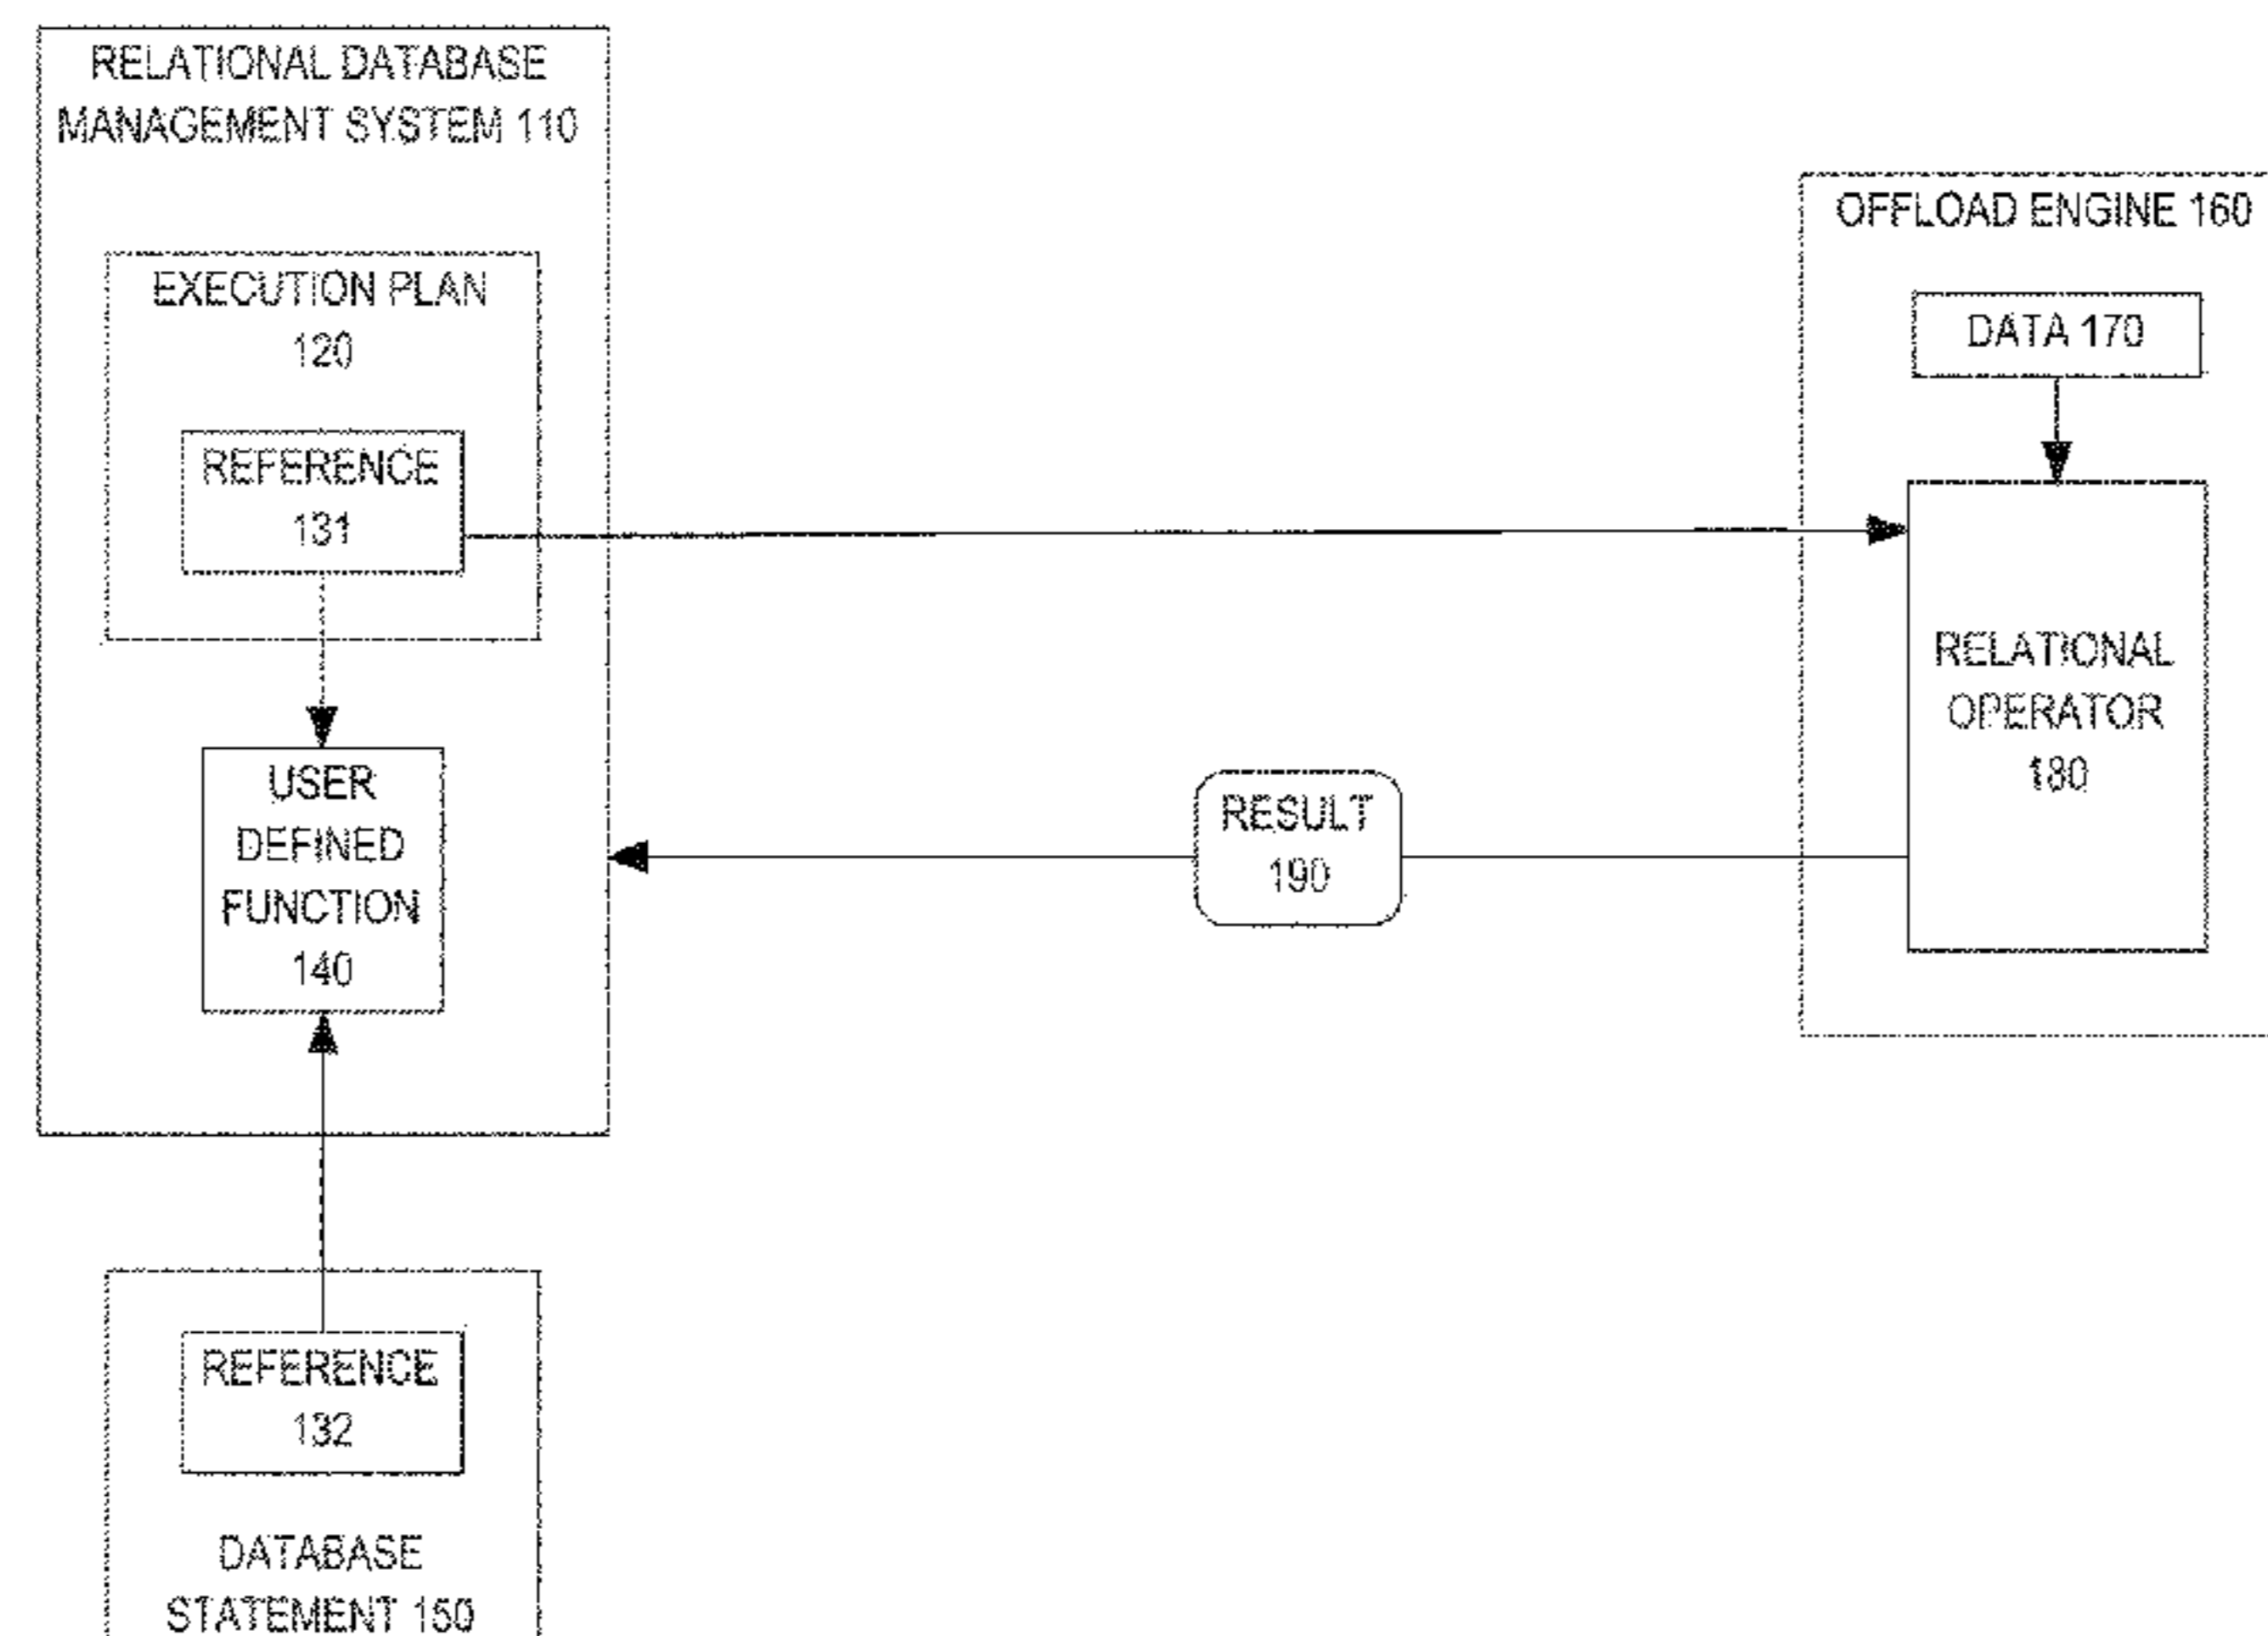 RELATIONAL DATABASE
MANAGEMENT SYSTEM 110
EXECUTION PLAN
120
REFERENCE
131
USER
DEFINED
FUNCTION
140
REFERENCE
132
DATABASE
STATEMENT 150
RESULT
190
OFFLOAD ENGINE 160
DATA 170
RELATIONAL
OPERATOR
180